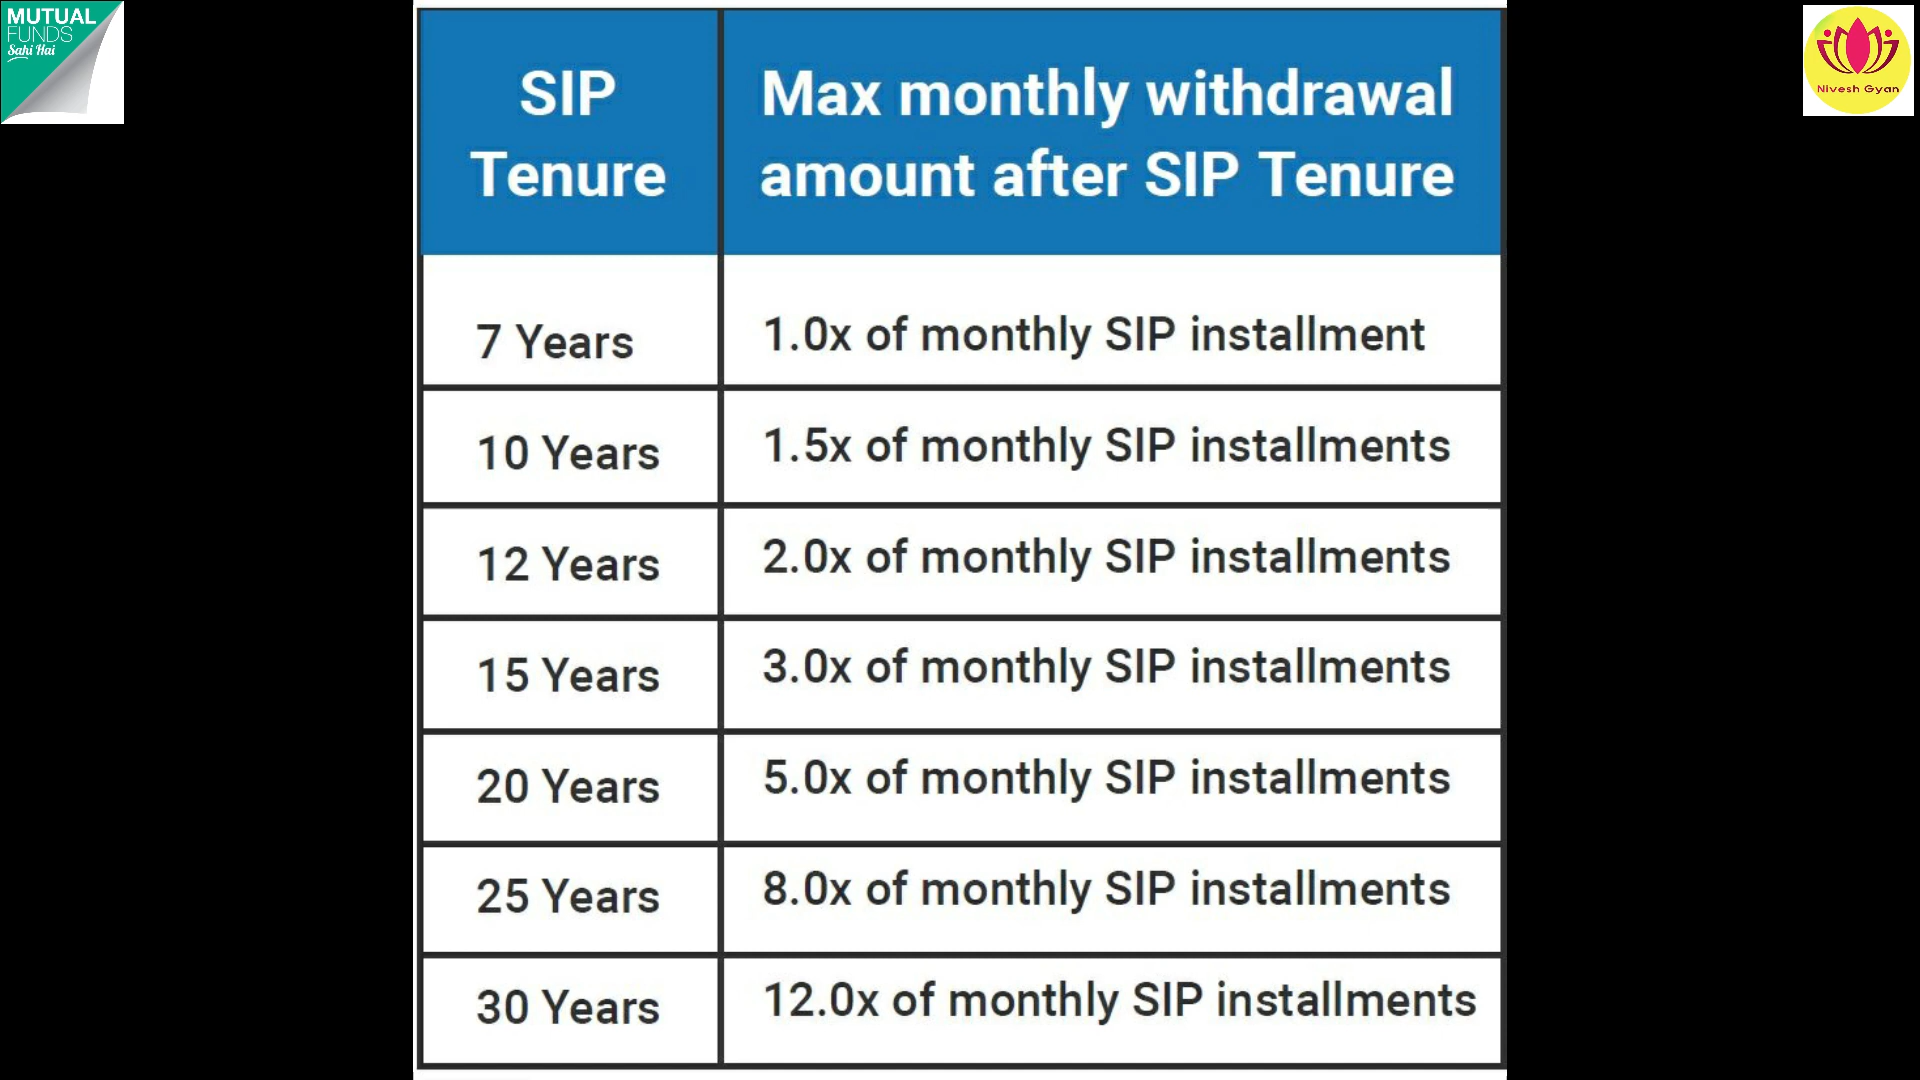 MUTUAL
FUNDS
Sahi Hai
Nivesh Gyan
SIP
Tenure
Max monthly withdrawal
amount after SIP Tenure
7 Years
1.0x of monthly SIP installment
10 Years
1.5x of monthly SIP installments
12 Years
2.0x of monthly SIP installments
15 Years
3.0x of monthly SIP installments
20 Years
5.0x of monthly SIP installments
25 Years
8.0x of monthly SIP installments
30 Years
12.0x of monthly SIP installments